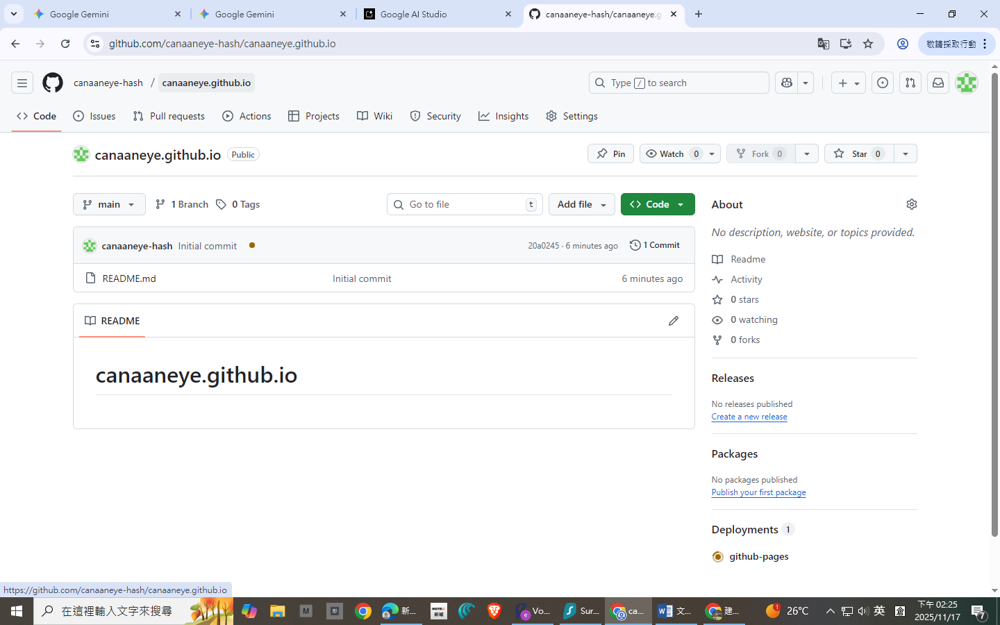 Google Gemini
Google Gemini
Google AI Studio
canaaneye-hash/canaaneye.g
github.com/canaaneye-hash/canaaneye.github.io
敬請採取行動
canaaneye-hash / canaaneye.github.io
Type / to search
Code
Issues
Pull requests
Actions
Projects
Wiki
Security
Insights
Settings
canaaneye.github.io Public
Pin
Watch 0
Fork 0
Star 0
main
1 Branch
0 Tags
Go to file t
Add file
Code
canaaneye-hash Initial commit
20a0245 · 6 minutes ago
1 Commit
README.md Initial commit 6 minutes ago
README
canaaneye.github.io
About
No description, website, or topics provided.
Readme
Activity
0 stars
0 watching
0 forks
Releases
No releases published
Create a new release
Packages
No packages published
Publish your first package
Deployments 1
github-pages
https://github.com/canaaneye-hash/canaaneye.github.io
在這裡輸入文字來搜尋
新...
Vo...
Sur...
ca...
文...
建...
1
26°C
英
倉
下午 02:25
2025/11/17
7